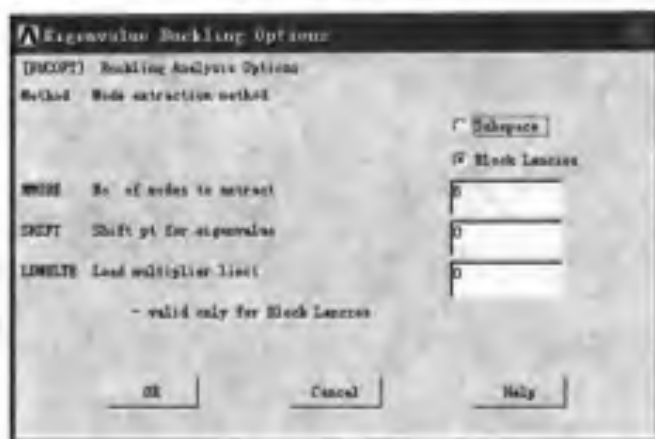 Eigenvalue Buckling Options
[BUCOPT] Buckling Analysis Options
Method Mode extraction method
Subspace
Block Lanczos
NMODE No. of modes to extract
SHIFT Shift pt for eigenvalue
0
LDMULTE Load multiplier limit
0
- valid only for Block Lanczos
OK
Cancel
Help